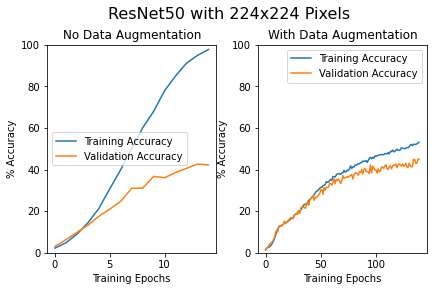 ResNet50 with 224x224 Pixels
No Data Augmentation
100
80
60
40
20
0
% Accuracy
Training Accuracy
Validation Accuracy
0 5 10
Training Epochs
With Data Augmentation
100
80
60
40
20
0
% Accuracy
Training Accuracy
Validation Accuracy
0 50 100
Training Epochs